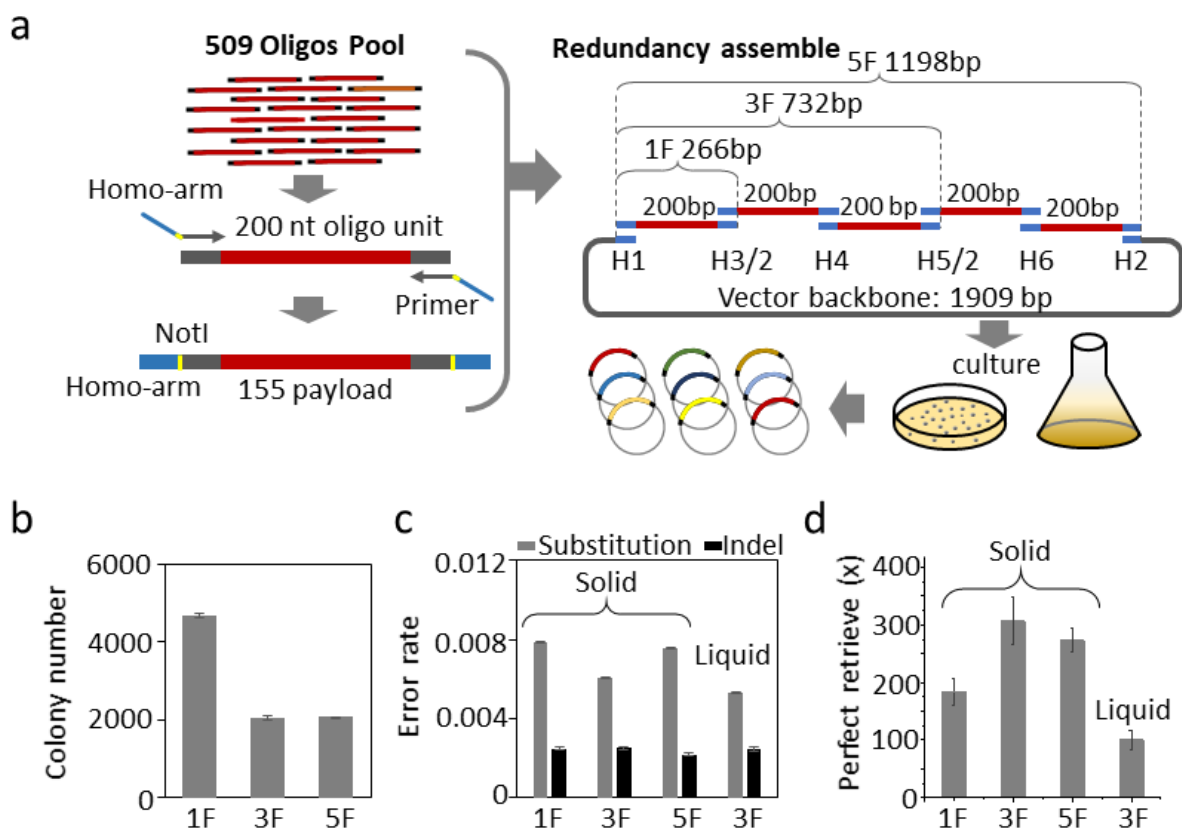 a
509 Oligos Pool
Homo-arm
200 nt oligo unit
Primer
NotI
Homo-arm
155 payload
Redundancy assemble
5F 1198bp
3F 732bp
1F 266bp
200bp 200bp 200 bp 200bp 200bp
H1 H3/2 H4 H5/2 H6 H2
Vector backbone: 1909 bp
culture
b
Colony number
6000
4000
2000
0
1F 3F 5F
c
Substitution Indel
Error rate
0.012
0.008
0.004
0.000
Solid
Liquid
1F 3F 5F 3F
d
Perfect retrieve (x)
400
300
200
100
0
Solid
Liquid
1F 3F 5F 3F